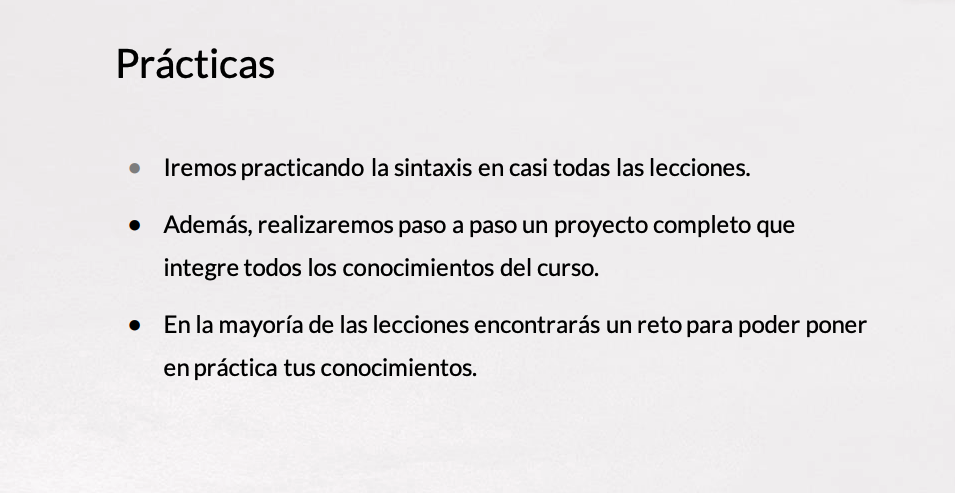 Prácticas
● Iremos practicando la sintaxis en casi todas las lecciones.
● Además, realizaremos paso a paso un proyecto completo que
integre todos los conocimientos del curso.
● En la mayoría de las lecciones encontrarás un reto para poder poner
en práctica tus conocimientos.